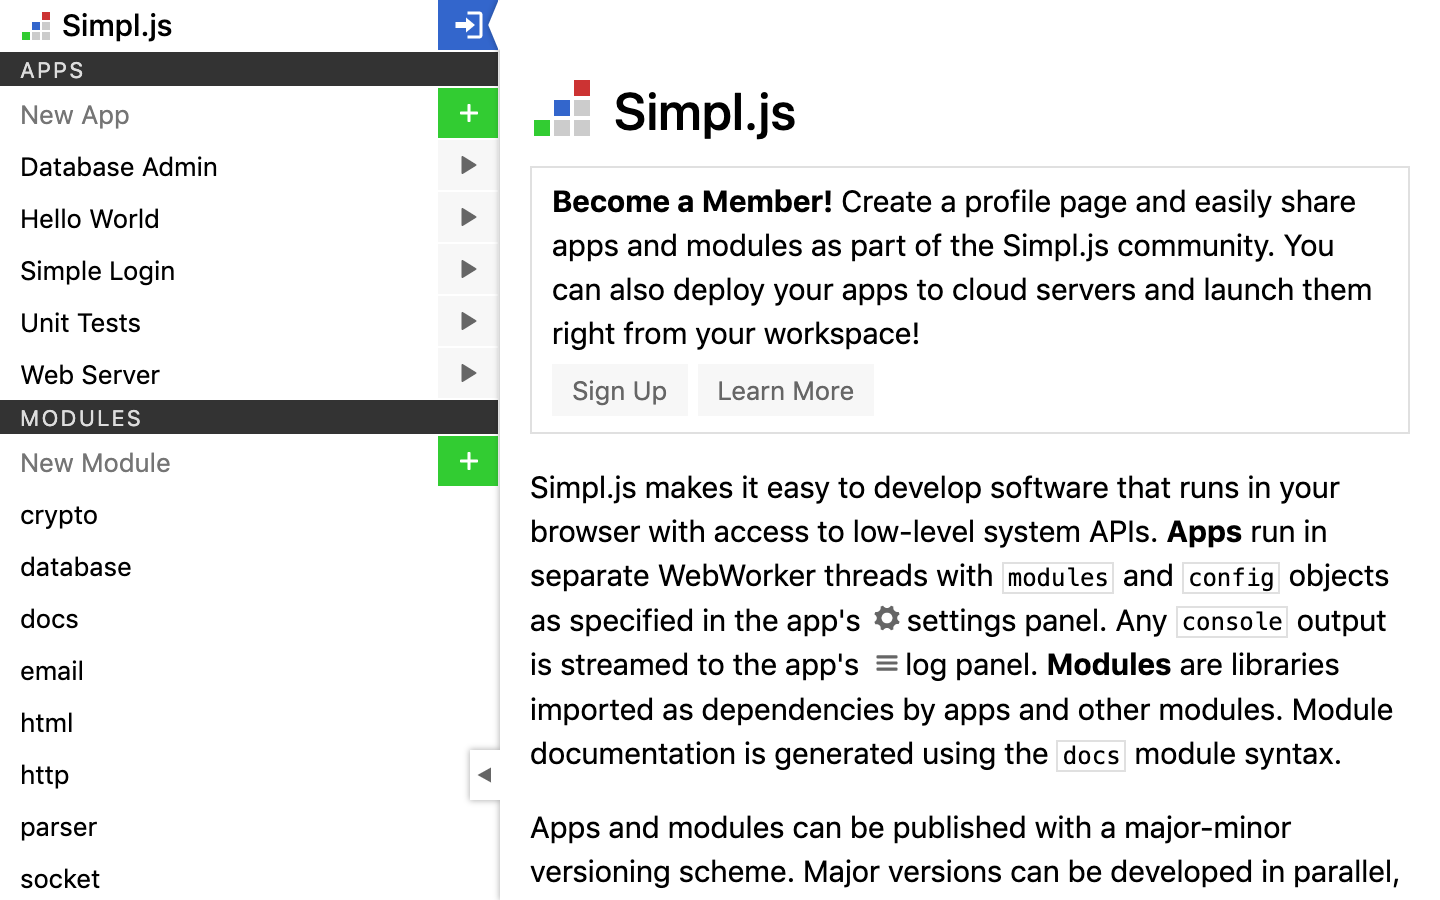 Simpl.js
APPS
New App
+
Database Admin
Hello World
Simple Login
Unit Tests
Web Server
MODULES
New Module
+
crypto
database
docs
email
html
http
parser
socket
Simpl.js
Become a Member! Create a profile page and easily share
apps and modules as part of the Simpl.js community. You
can also deploy your apps to cloud servers and launch them
right from your workspace!
Sign Up
Learn More
Simpl.js makes it easy to develop software that runs in your
browser with access to low-level system APIs. Apps run in
separate WebWorker threads with modules and config objects
as specified in the app's settings panel. Any console output
is streamed to the app's log panel. Modules are libraries
imported as dependencies by apps and other modules. Module
documentation is generated using the docs module syntax.
Apps and modules can be published with a major-minor
versioning scheme. Major versions can be developed in parallel,